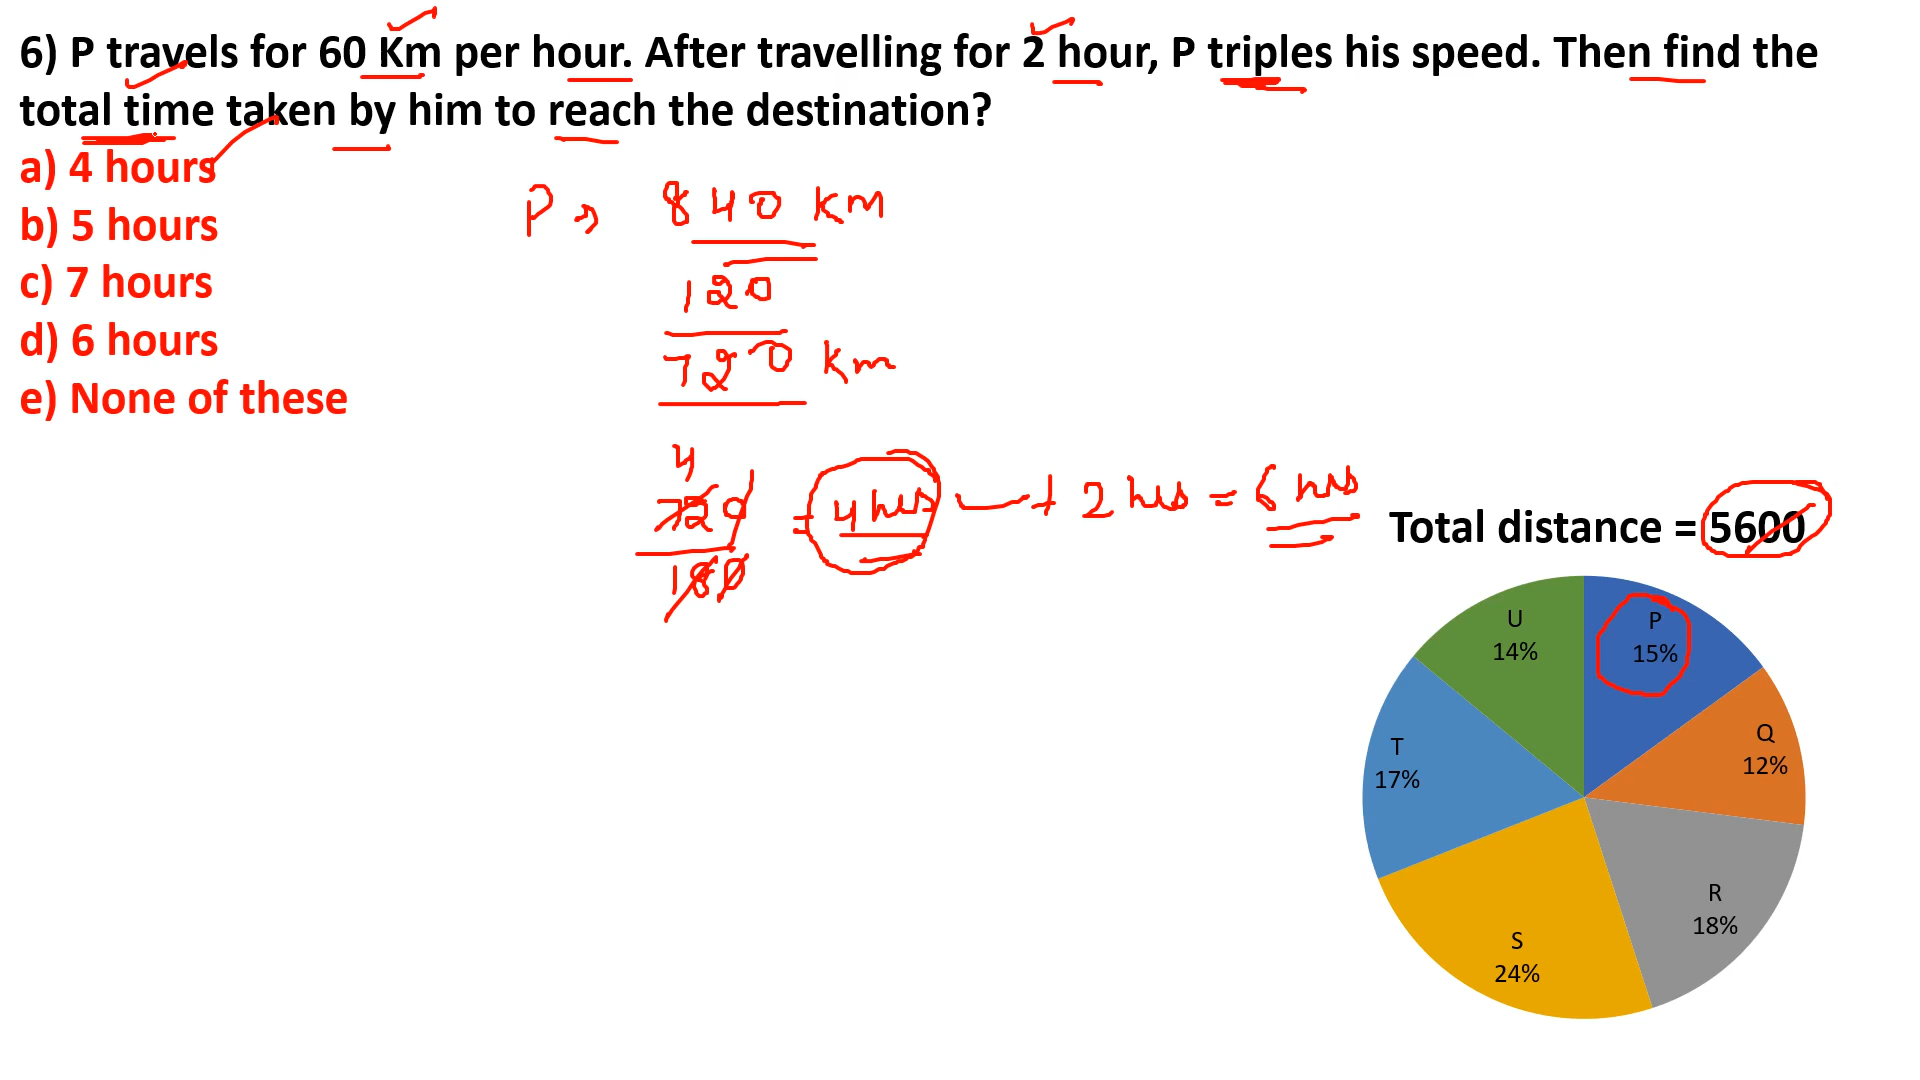 6) P travels for 60 Km per hour. After travelling for 2 hour, P triples his speed. Then find the
total time taken by him to reach the destination?
a) 4 hours
b) 5 hours
c) 7 hours
d) 6 hours
e) None of these
P → 840 km
120
720 km
4
720
180
= 4 hrs + 2 hrs = 6 hrs
Total distance = 5600
U
14%
P
15%
Q
12%
T
17%
R
18%
S
24%